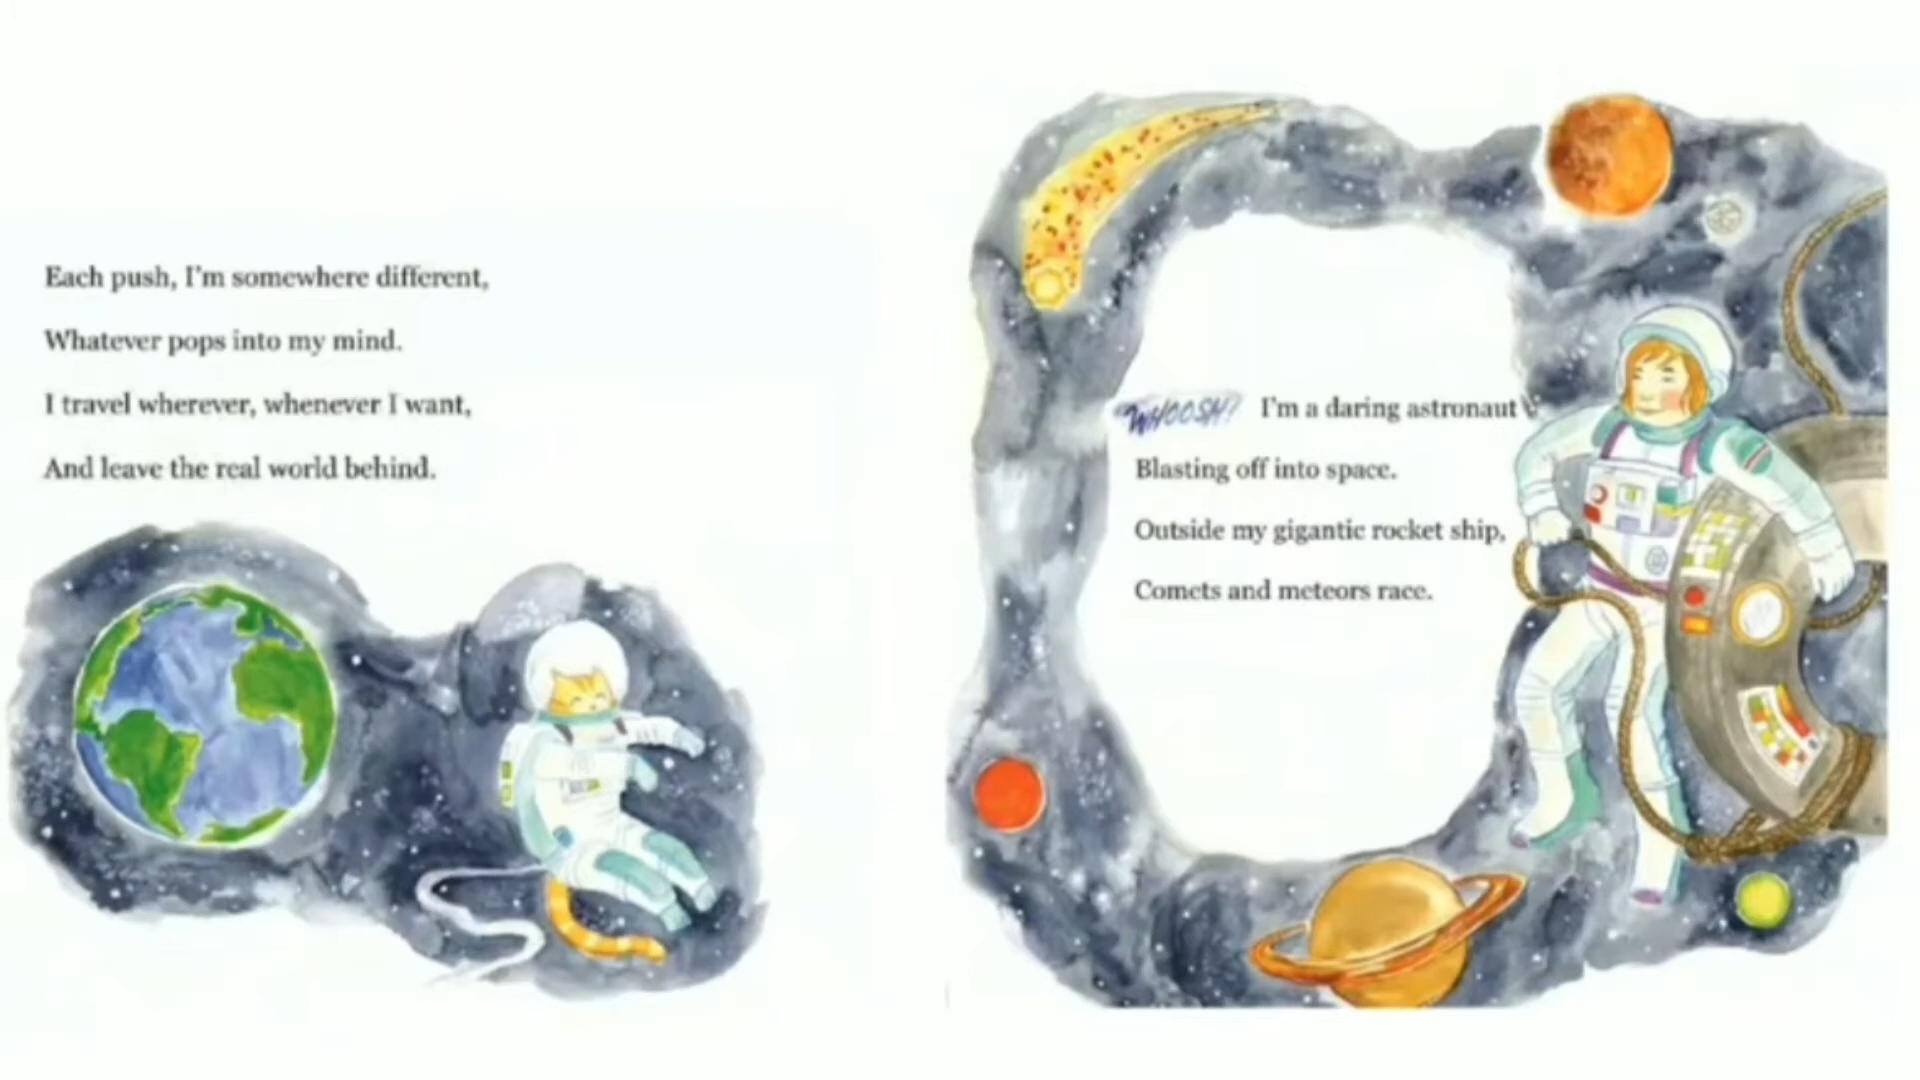 Each push, I'm somewhere different,
Whatever pops into my mind.
I travel wherever, whenever I want,
And leave the real world behind.
WHOOSH! I'm a daring astronaut
Blasting off into space.
Outside my gigantic rocket ship,
Comets and meteors race.